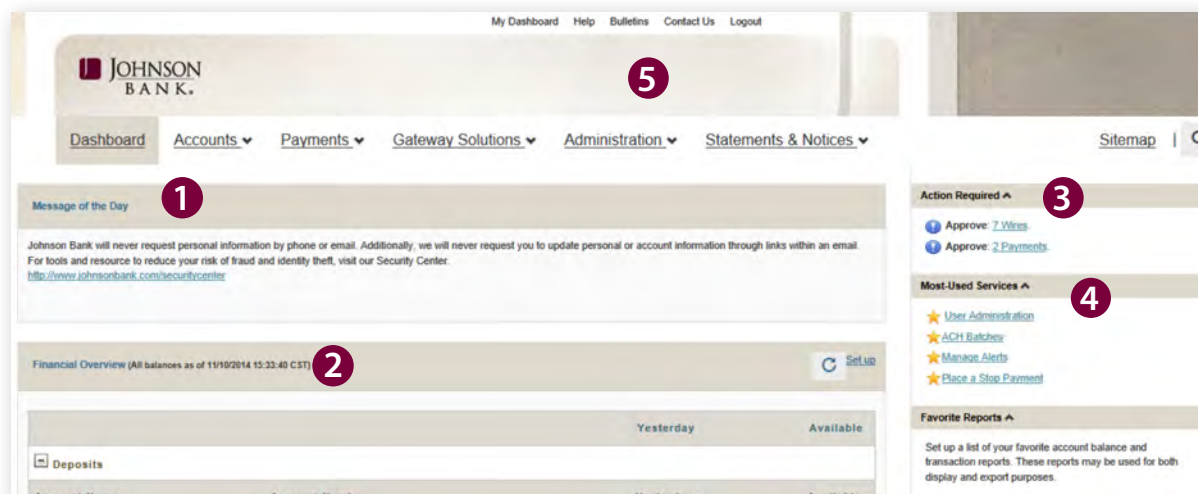 My Dashboard Help Bulletins Contact Us Logout
JOHNSON
BANK.
5
Dashboard Accounts Payments Gateway Solutions Administration Statements & Notices Sitemap |
Message of the Day
1
Johnson Bank will never request personal information by phone or email. Additionally, we will never request you to update personal or account information through links within an email.
For tools and resource to reduce your risk of fraud and identity theft, visit our Security Center.
http://www.johnsonbank.com/securitycenter
Financial Overview (All balances as of 11/10/2014 15:33:40 CST)
2
Set up
Yesterday Available
Deposits
Action Required
3
Approve: 7 Wires.
Approve: 2 Payments.
Most-Used Services
4
User Administration
ACH Batches
Manage Alerts
Place a Stop Payment
Favorite Reports
Set up a list of your favorite account balance and
transaction reports. These reports may be used for both
display and export purposes.